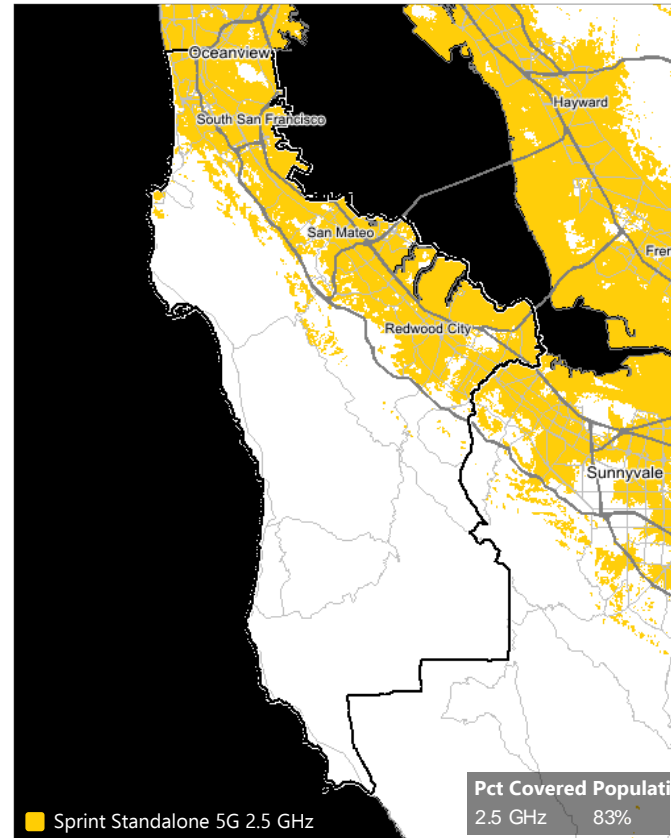 Oceanview
Hayward
South San Francisco
San Mateo
Redwood City
Sunnyvale
Pct Covered Populati
2.5 GHz 83%
Sprint Standalone 5G 2.5 GHz